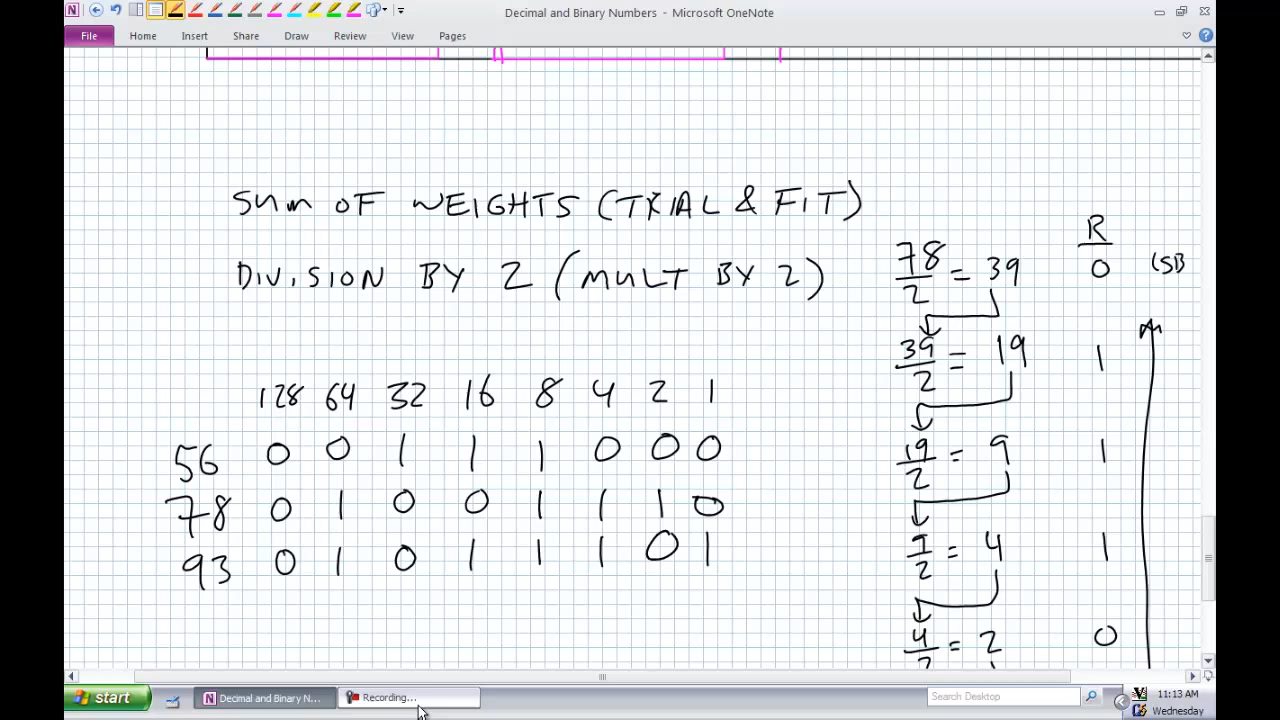 Decimal and Binary Numbers - Microsoft OneNote
File Home Insert Share Draw Review View Pages
SUM OF WEIGHTS (TRIAL & FIT)
DIVISION BY 2 (MULT BY 2)
128 64 32 16 8 4 2 1
56 0 0 1 1 1 0 0 0
78 0 1 0 0 1 1 1 0
93 0 1 0 1 1 1 0 1
R
78/2 = 39 0 LSB
39/2 = 19 1
19/2 = 9 1
9/2 = 4 1
4/2 = 2 0
start Decimal and Binary N... Recording... Search Desktop 11:13 AM
Wednesday